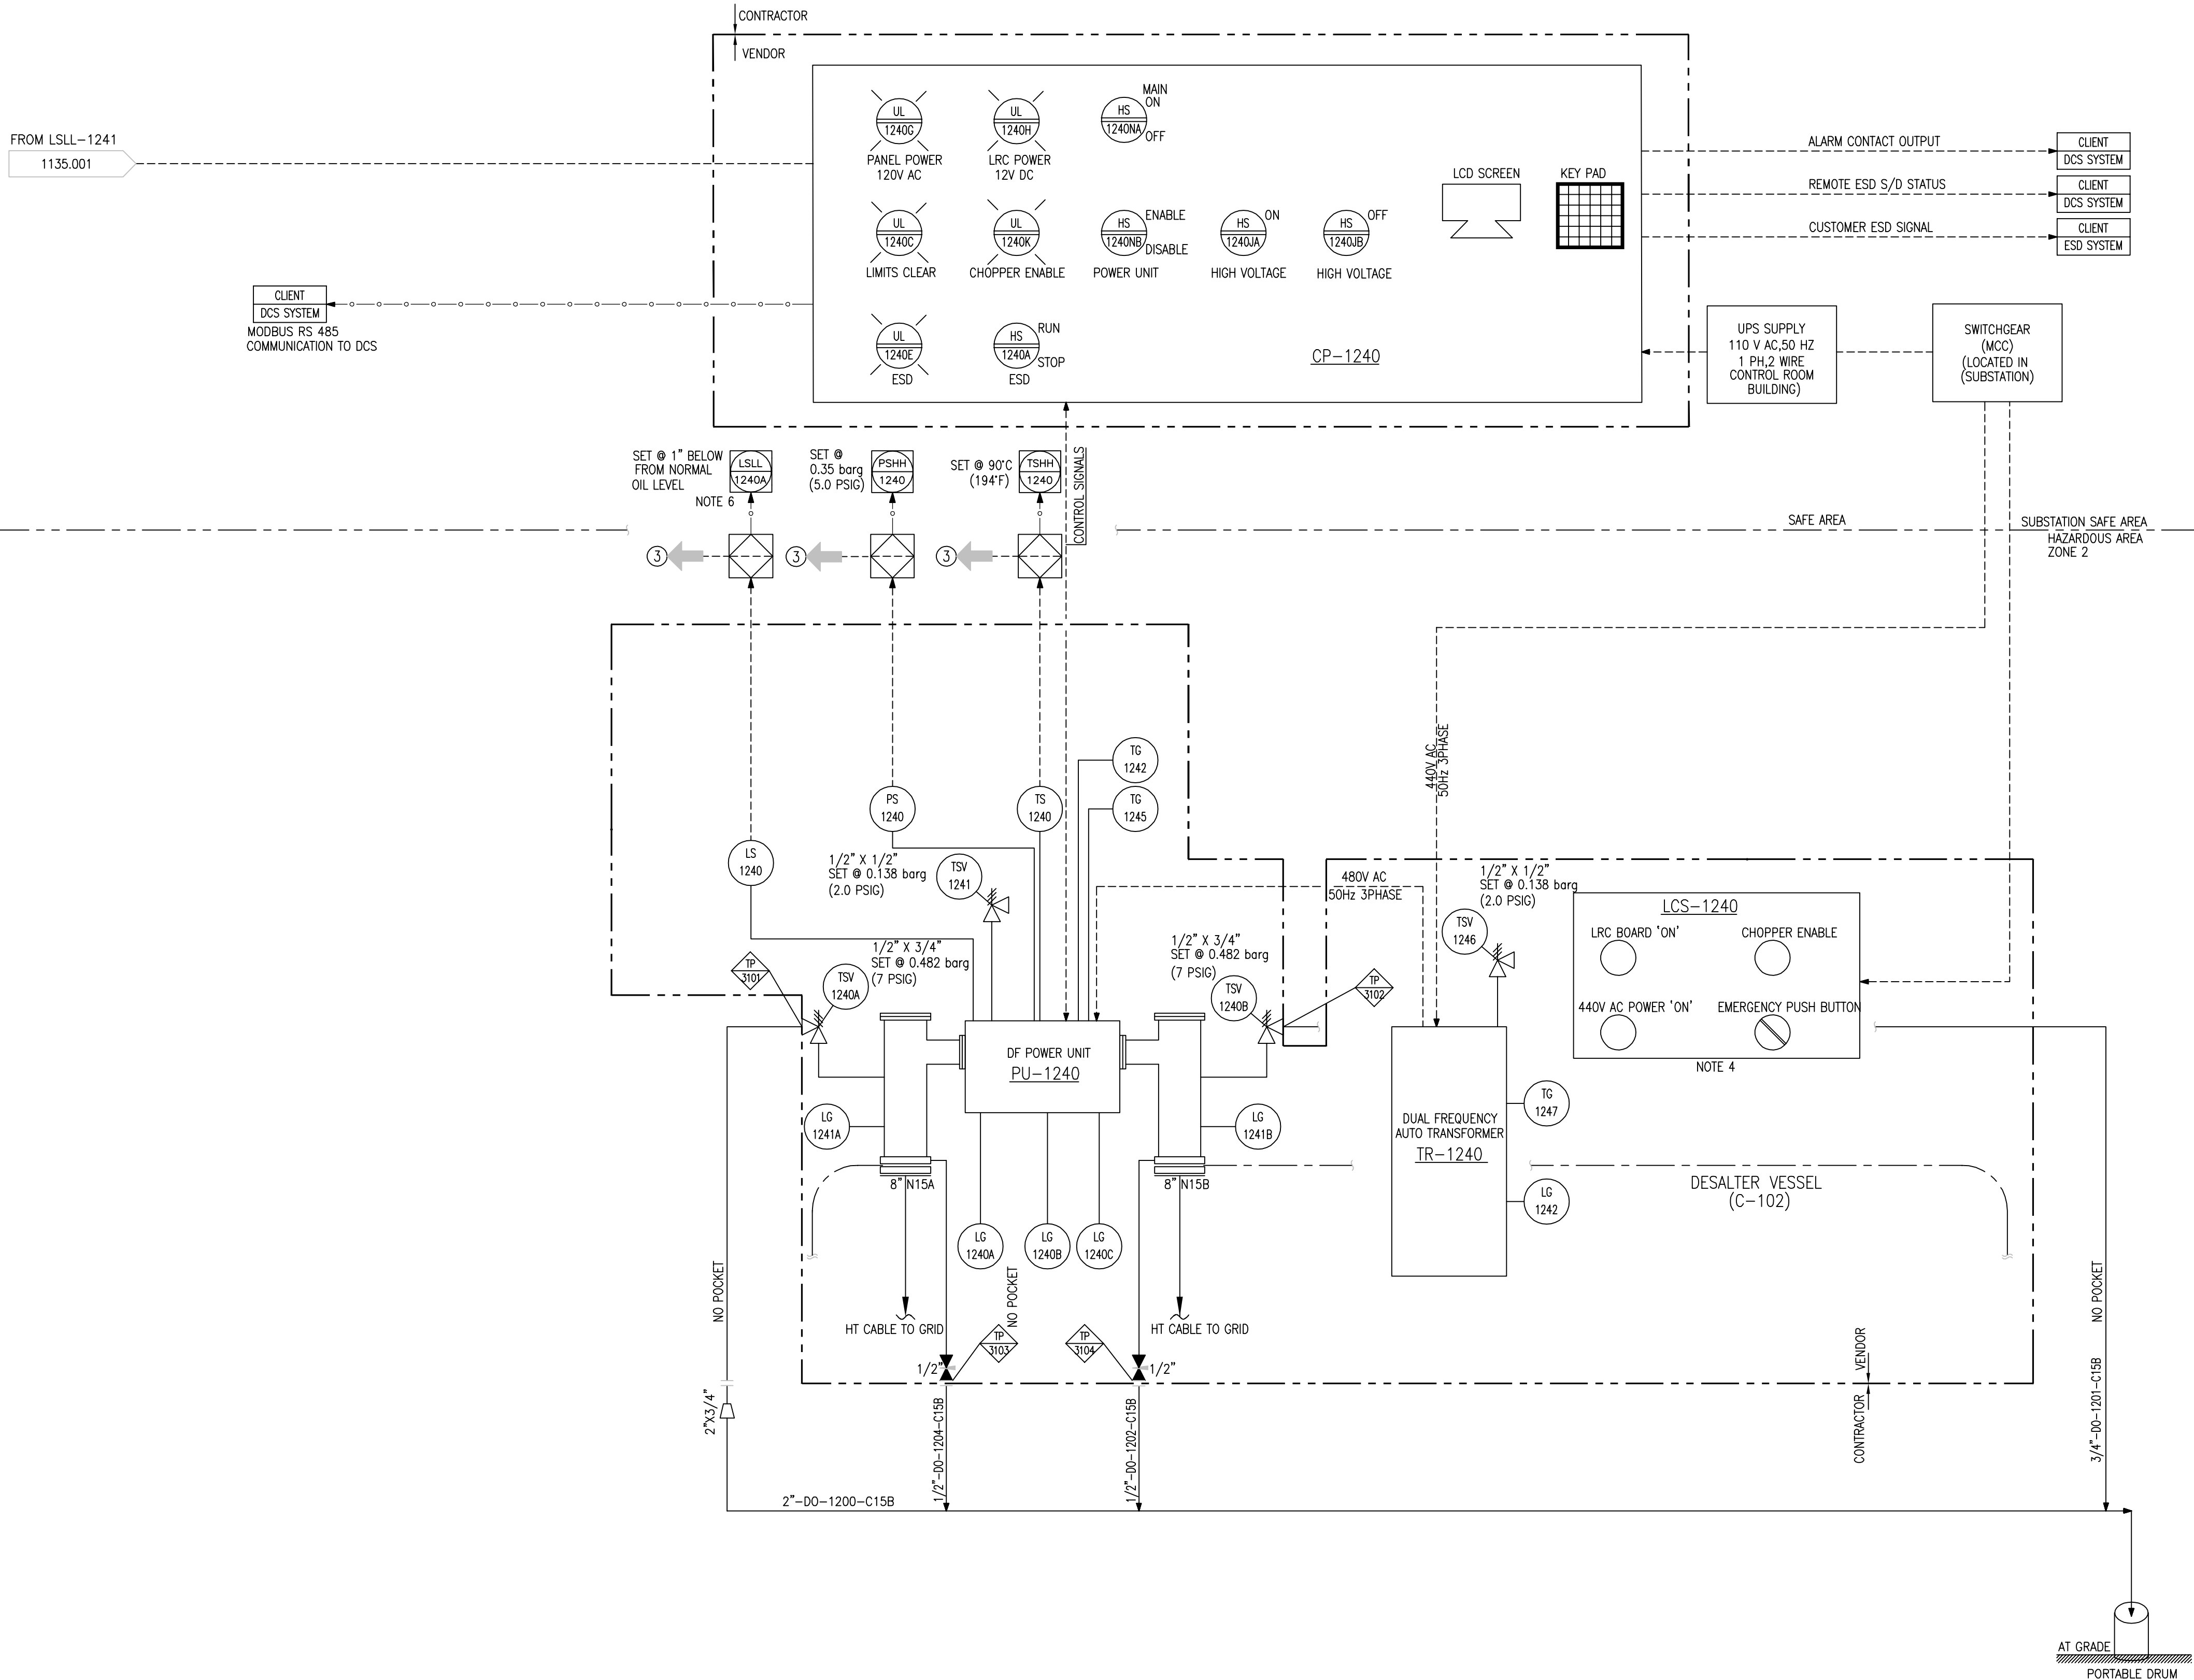 CONTRACTOR
VENDOR
FROM LSLL-1241
1135.001
UL
1240G
PANEL POWER
120V AC
UL
1240H
LRC POWER
12V DC
HS
1240NA
MAIN
ON
OFF
UL
1240C
LIMITS CLEAR
UL
1240K
CHOPPER ENABLE
HS
1240NB
ENABLE
DISABLE
POWER UNIT
HS
1240JA
ON
HIGH VOLTAGE
HS
1240JB
OFF
HIGH VOLTAGE
LCD SCREEN
KEY PAD
UL
1240E
ESD
HS
1240A
RUN
STOP
ESD
CP-1240
ALARM CONTACT OUTPUT
CLIENT
DCS SYSTEM
REMOTE ESD S/D STATUS
CLIENT
DCS SYSTEM
CUSTOMER ESD SIGNAL
CLIENT
ESD SYSTEM
CLIENT
DCS SYSTEM
MODBUS RS 485
COMMUNICATION TO DCS
UPS SUPPLY
110 V AC,50 HZ
1 PH,2 WIRE
CONTROL ROOM
BUILDING)
SWITCHGEAR
(MCC)
(LOCATED IN
(SUBSTATION)
SET @ 1" BELOW
FROM NORMAL
OIL LEVEL
NOTE 6
LSLL
1240A
SET @
0.35 barg
(5.0 PSIG)
PSHH
1240
SET @ 90°C
(194°F)
TSHH
1240
CONTROL SIGNALS
3
3
3
SAFE AREA
SUBSTATION SAFE AREA
HAZARDOUS AREA
ZONE 2
TG
1242
TG
1245
PS
1240
TS
1240
LS
1240
440V AC
50Hz 3PHASE
1/2" X 1/2"
SET @ 0.138 barg
(2.0 PSIG)
TSV
1241
480V AC
50Hz 3PHASE
1/2" X 1/2"
SET @ 0.138 barg
(2.0 PSIG)
TSV
1246
LCS-1240
LRC BOARD 'ON'
CHOPPER ENABLE
440V AC POWER 'ON'
EMERGENCY PUSH BUTTON
NOTE 4
TP
3101
TSV
1240A
1/2" X 3/4"
SET @ 0.482 barg
(7 PSIG)
1/2" X 3/4"
SET @ 0.482 barg
(7 PSIG)
TSV
1240B
TP
3102
DF POWER UNIT
PU-1240
LG
1241A
LG
1241B
DUAL FREQUENCY
AUTO TRANSFORMER
TR-1240
TG
1247
LG
1242
8" N15A
8" N15B
DESALTER VESSEL
(C-102)
LG
1240A
LG
1240B
LG
1240C
NO POCKET
NO POCKET
NO POCKET
HT CABLE TO GRID
HT CABLE TO GRID
TP
3103
TP
3104
1/2"
1/2"
VENDOR
CONTRACTOR
2"X3/4"
1/2"-DO-1204-C15B
1/2"-DO-1202-C15B
3/4"-DO-1201-C15B
2"-DO-1200-C15B
AT GRADE
PORTABLE DRUM